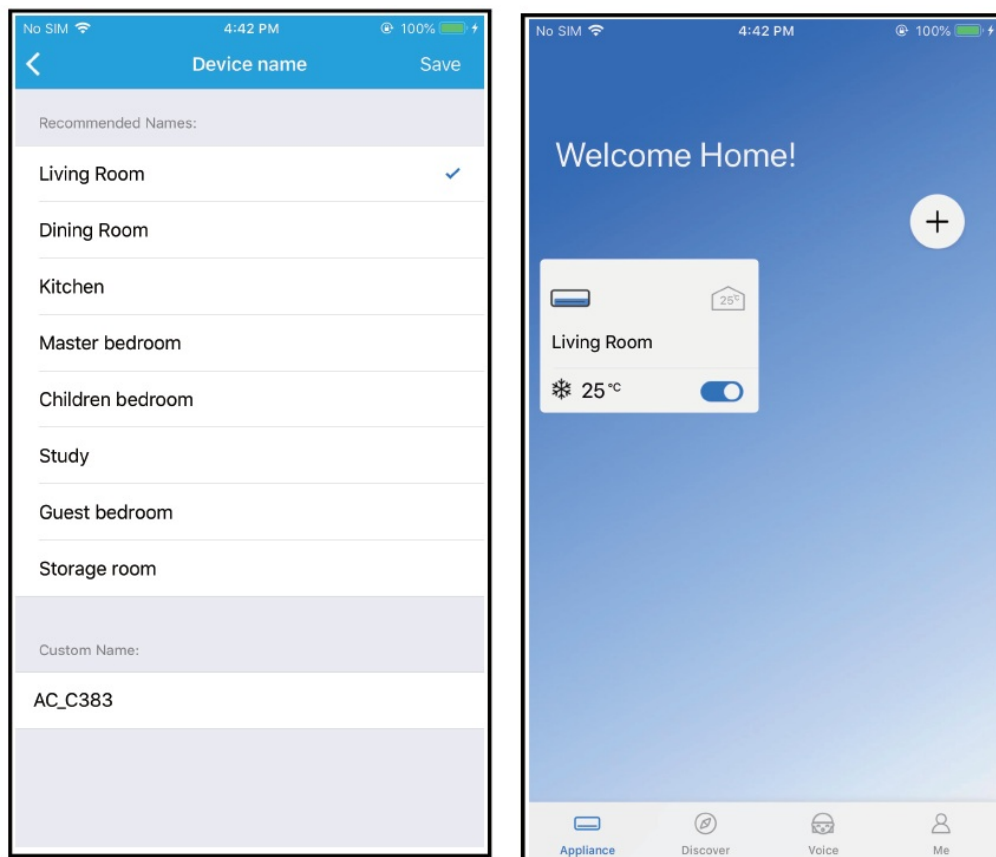 No SIM 4:42 PM 100%
Device name Save
Recommended Names:
Living Room
Dining Room
Kitchen
Master bedroom
Children bedroom
Study
Guest bedroom
Storage room
Custom Name:
AC_C383
No SIM 4:42 PM 100%
Welcome Home!
+
25℃
Living Room
25℃
Appliance Discover Voice Me